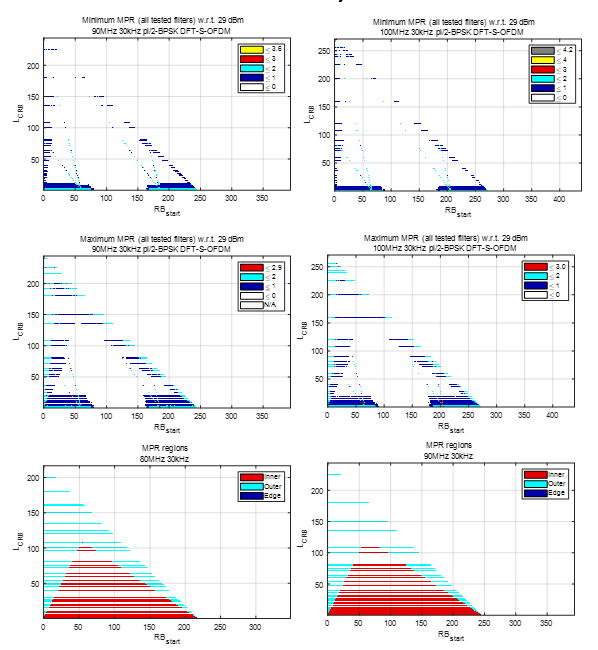 Minimum MPR (all tested filters) w.r.t. 29 dBm
90MHz 30kHz pi/2-BPSK DFT-S-OFDM
L_CRB
200
150
100
50
≤ 3.6
≤ 3
≤ 2
≤ 1
≤ 0
0 50 100 150 200 250 300 350
RB_start
Minimum MPR (all tested filters) w.r.t. 29 dBm
100MHz 30kHz pi/2-BPSK DFT-S-OFDM
L_CRB
250
200
150
100
50
≤ 4.2
≤ 4
≤ 3
≤ 2
≤ 1
≤ 0
0 50 100 150 200 250 300 350 400
RB_start
Maximum MPR (all tested filters) w.r.t. 29 dBm
90MHz 30kHz pi/2-BPSK DFT-S-OFDM
L_CRB
200
150
100
50
≤ 2.9
≤ 2
≤ 1
≤ 0
N/A
0 50 100 150 200 250 300 350
RB_start
Maximum MPR (all tested filters) w.r.t. 29 dBm
100MHz 30kHz pi/2-BPSK DFT-S-OFDM
L_CRB
250
200
150
100
50
≤ 3.0
≤ 2
≤ 1
≤ 0
0 50 100 150 200 250 300 350 400
RB_start
MPR regions
80MHz 30kHz
L_CRB
200
150
100
50
Inner
Outer
Edge
0 50 100 150 200 250 300
RB_start
MPR regions
90MHz 30kHz
L_CRB
200
150
100
50
Inner
Outer
Edge
0 50 100 150 200 250 300 350
RB_start